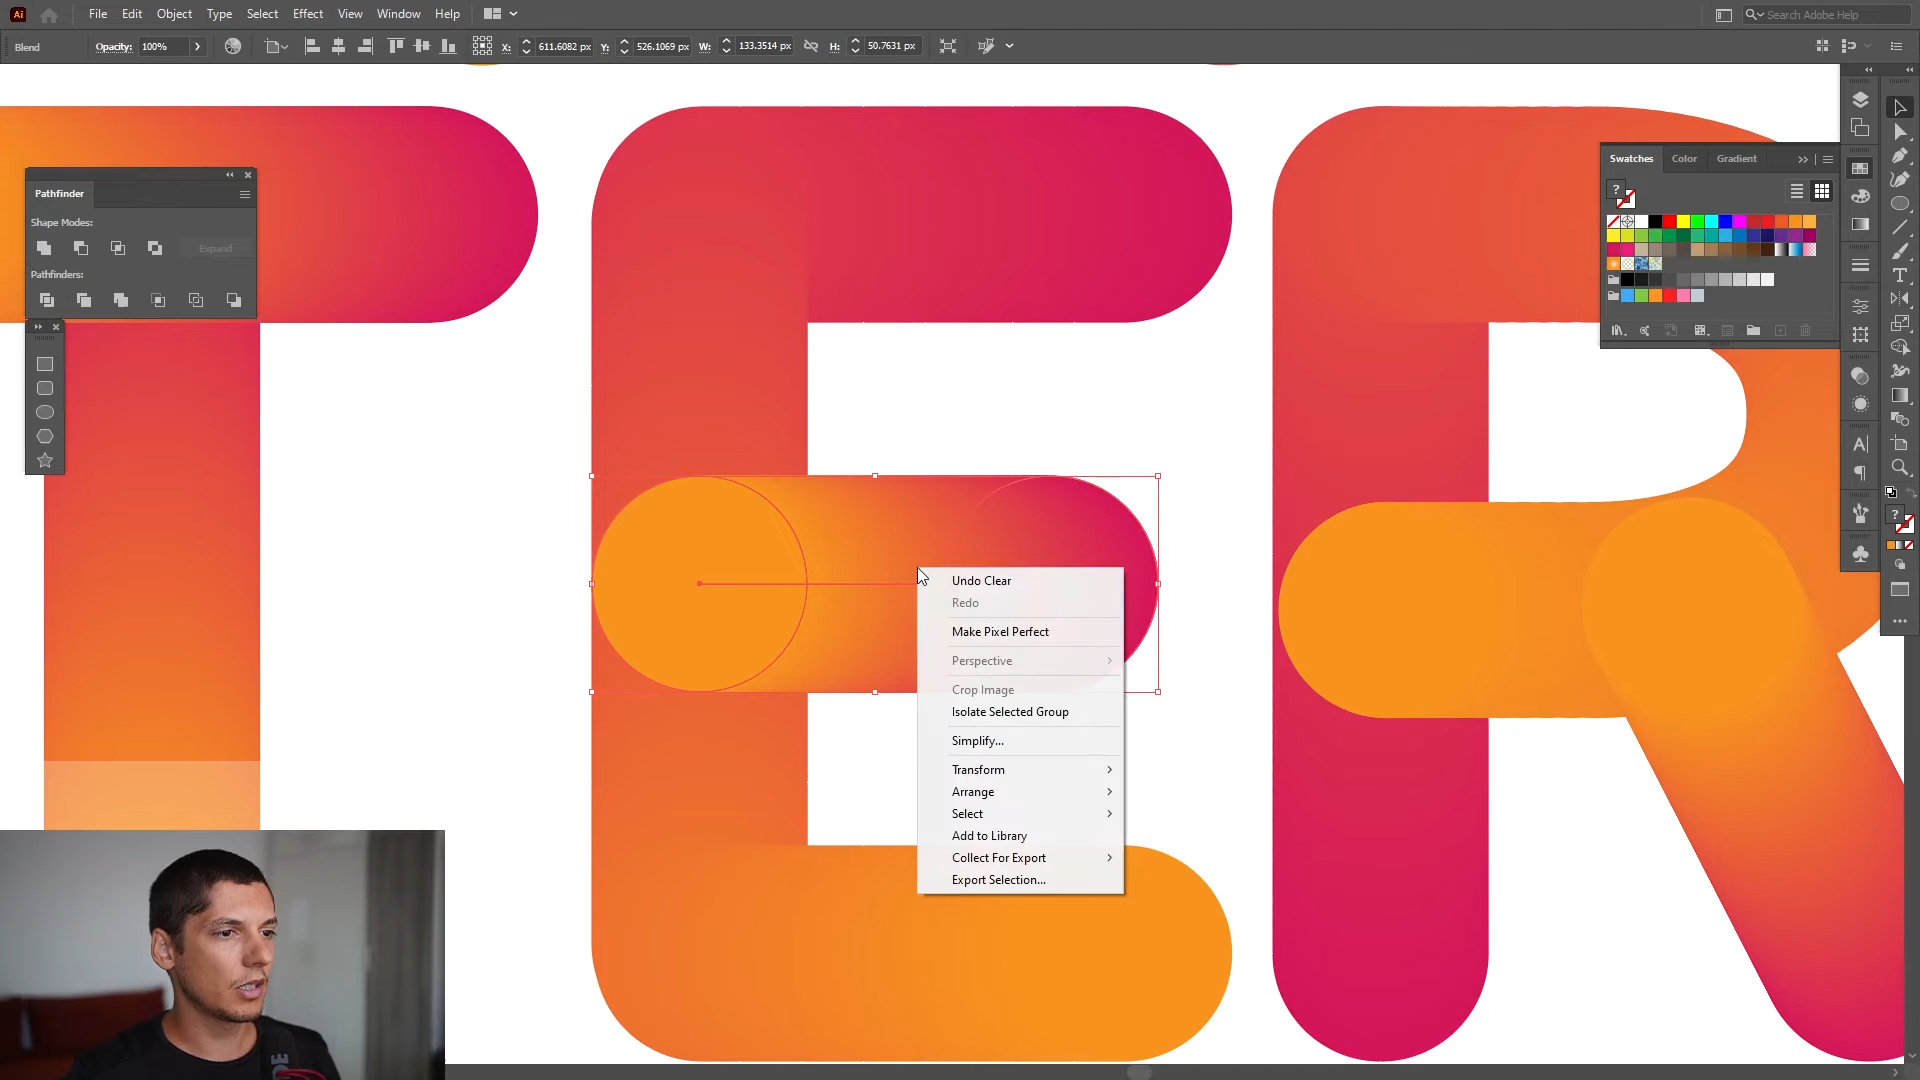 Ai File Edit Object Type Select Effect View Window Help Search Adobe Help
Blend Opacity: 100% X: 611.6082 px Y: 526.1069 px W: 133.3514 px H: 50.7631 px
Swatches Color Gradient
?
Pathfinder
Shape Modes:
Expand
Pathfinders:
Undo Clear
Redo
Make Pixel Perfect
Perspective
Crop Image
Isolate Selected Group
Simplify...
Transform
Arrange
Select
Add to Library
Collect For Export
Export Selection...
?